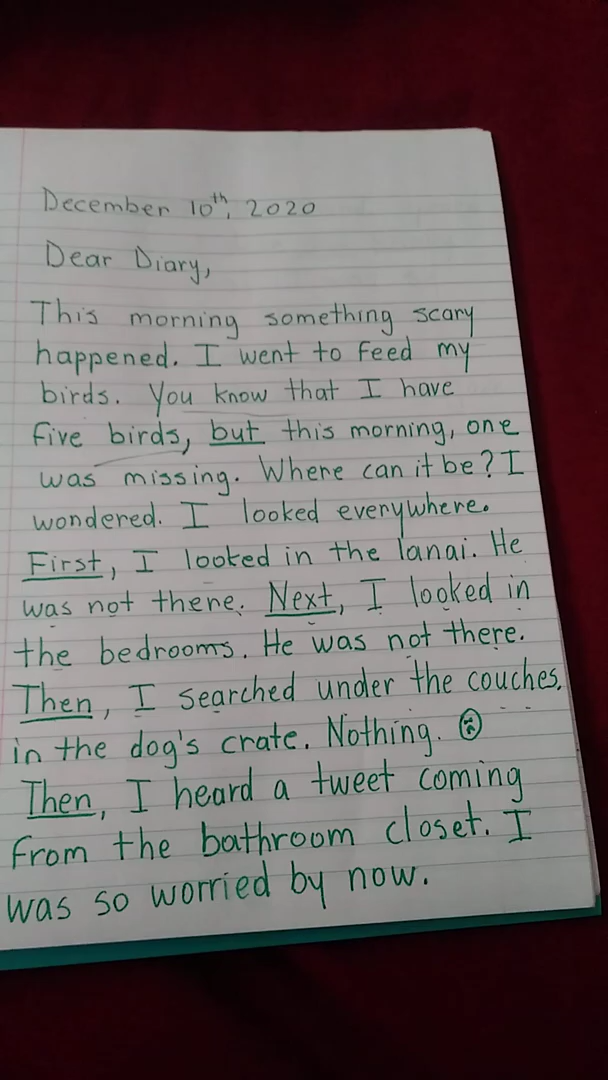 December 10th, 2020
Dear Diary,
This morning something scary
happened. I went to feed my
birds. You know that I have
five birds, but this morning, one
was missing. Where can it be? I
wondered. I looked everywhere.
First, I looked in the lanai. He
was not there. Next, I looked in
the bedrooms. He was not there.
Then, I searched under the couches,
in the dog's crate. Nothing. ☹
Then, I heard a tweet coming
from the bathroom closet. I
was so worried by now.